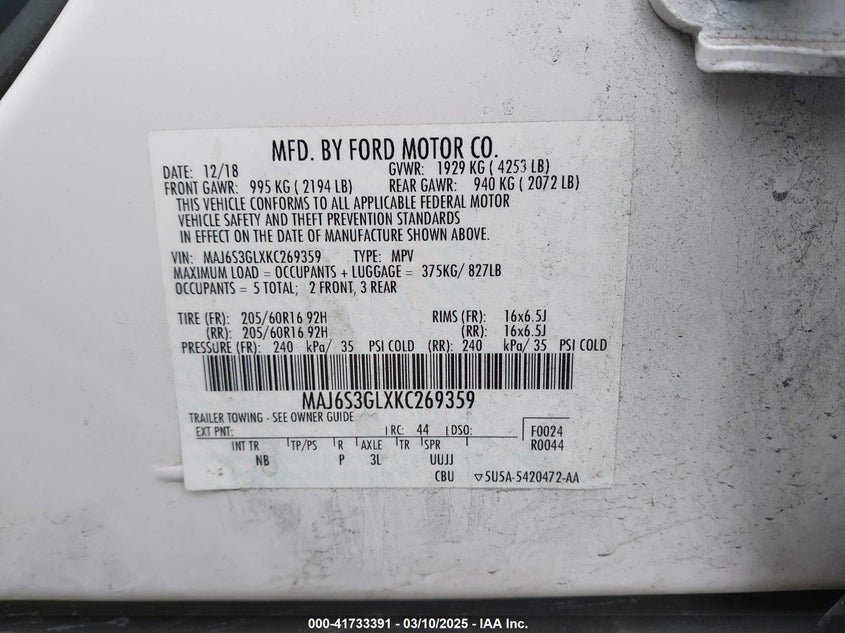 MFD. BY FORD MOTOR CO.
DATE: 12/18 GVWR: 1929 KG ( 4253 LB)
FRONT GAWR: 995 KG ( 2194 LB) REAR GAWR: 940 KG ( 2072 LB)
THIS VEHICLE CONFORMS TO ALL APPLICABLE FEDERAL MOTOR
VEHICLE SAFETY AND THEFT PREVENTION STANDARDS
IN EFFECT ON THE DATE OF MANUFACTURE SHOWN ABOVE.
VIN: MAJ6S3GLXKC269359 TYPE: MPV
MAXIMUM LOAD = OCCUPANTS + LUGGAGE = 375KG/ 827LB
OCCUPANTS = 5 TOTAL; 2 FRONT, 3 REAR
TIRE (FR): 205/60R16 92H RIMS (FR): 16x6.5J
(RR): 205/60R16 92H (RR): 16x6.5J
PRESSURE (FR): 240 kPa/ 35 PSI COLD (RR): 240 kPa/ 35 PSI COLD
MAJ6S3GLXKC269359
TRAILER TOWING - SEE OWNER GUIDE
EXT PNT: RC: 44 DSO: F0024
INT TR TP/PS R AXLE TR SPR R0044
NB P 3L UUJJ
CBU ▽5U5A-5420472-AA
000-41733391 - 03/10/2025 - IAA Inc.